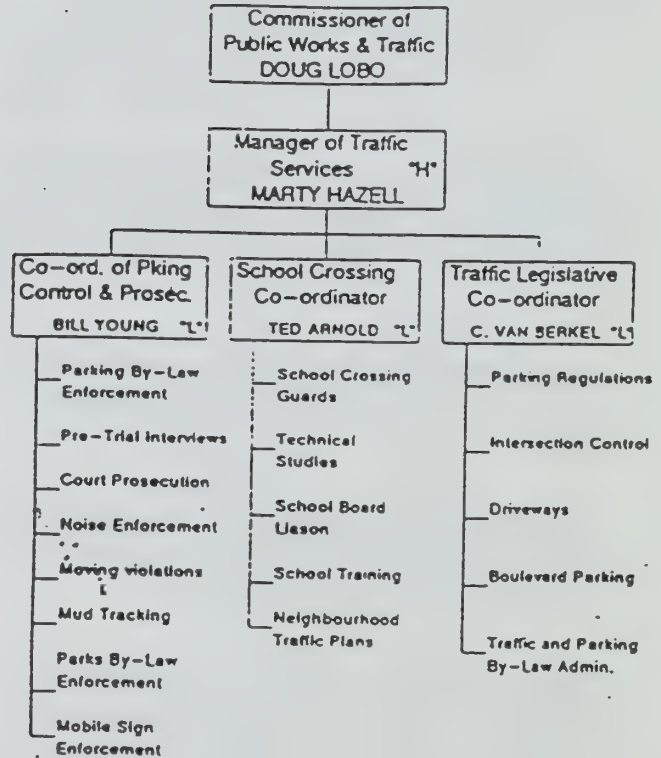 Commissioner of
Public Works & Traffic
DOUG LOBO
Manager of Traffic
Services "H"
MARTY HAZELL
Co-ord. of Pking
Control & Prosec.
BILL YOUNG "L"
School Crossing
Co-ordinator
TED ARNOLD "L"
Traffic Legislative
Co-ordinator
C. VAN BERKEL "L"
Parking By-Law
Enforcement
Pre-Trial Interviews
Court Prosecution
Noise Enforcement
Moving violations
Mud Tracking
Parks By-Law
Enforcement
Mobile Sign
Enforcement
School Crossing
Guards
Technical
Studies
School Board
Liason
School Training
Neighbourhood
Traffic Plans
Parking Regulations
Intersection Control
Driveways
Boulevard Parking
Traffic and Parking
By-Law Admin.